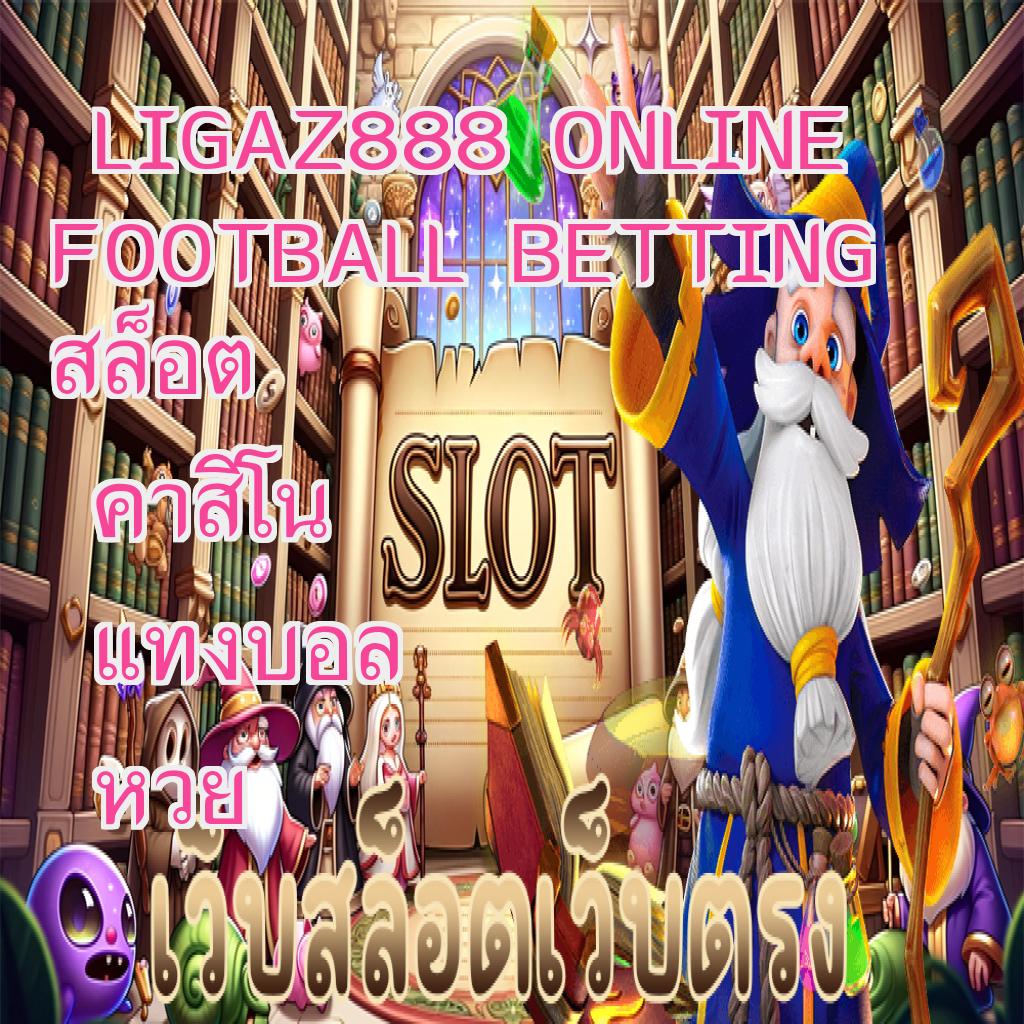 LIGAZ888 ONLINE
FOOTBALL BETTING
สล็อต
คาสิโน
แทงบอล
หวย
SLOT
เว็บสล็อตเว็บตรง